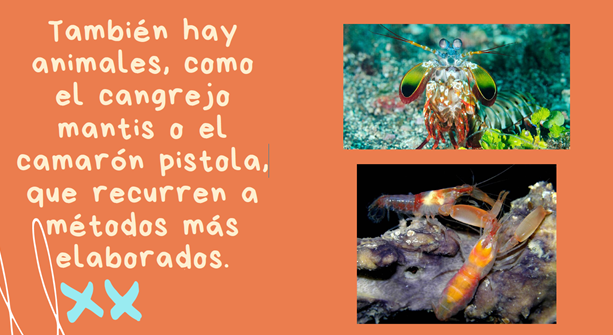 También hay
animales, como
el cangrejo
mantis o el
camarón pistola,
que recurren a
métodos más
elaborados.